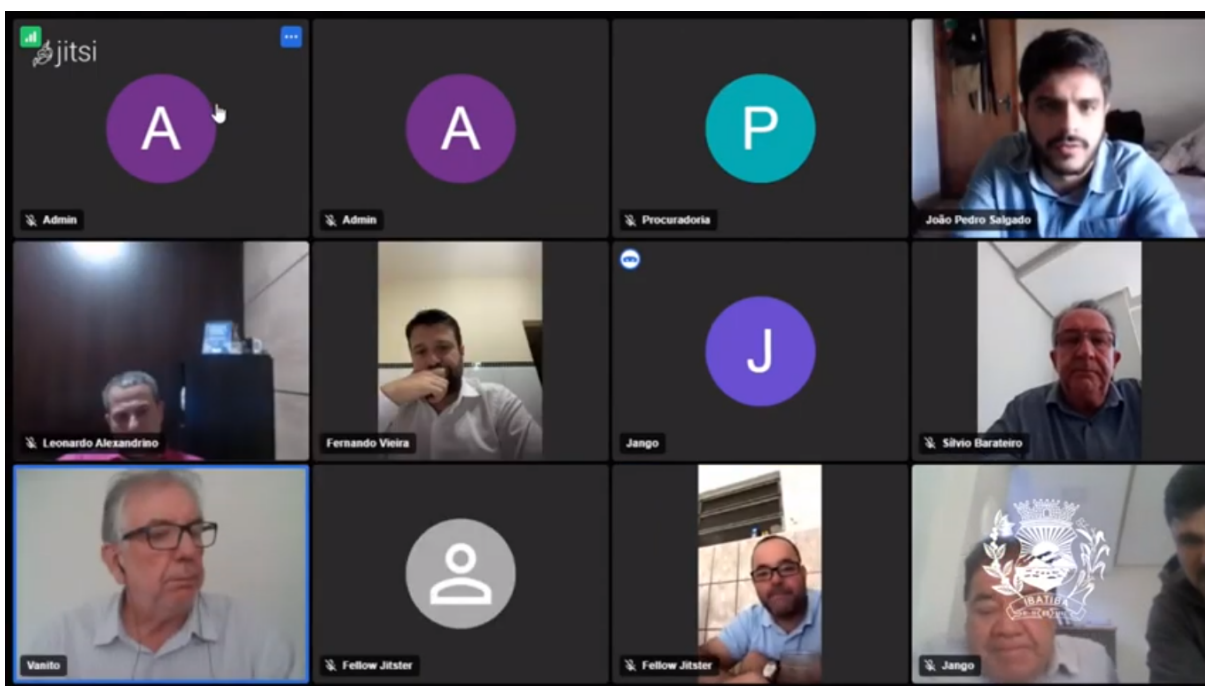 jitsi
A
Admin
A
Admin
P
Procuradoria
João Pedro Salgado
Leonardo Alexandrino
Fernando Vieira
J
Jango
Silvio Barateiro
Vanito
Fellow Jitster
Fellow Jitster
IBATIBA
Jango